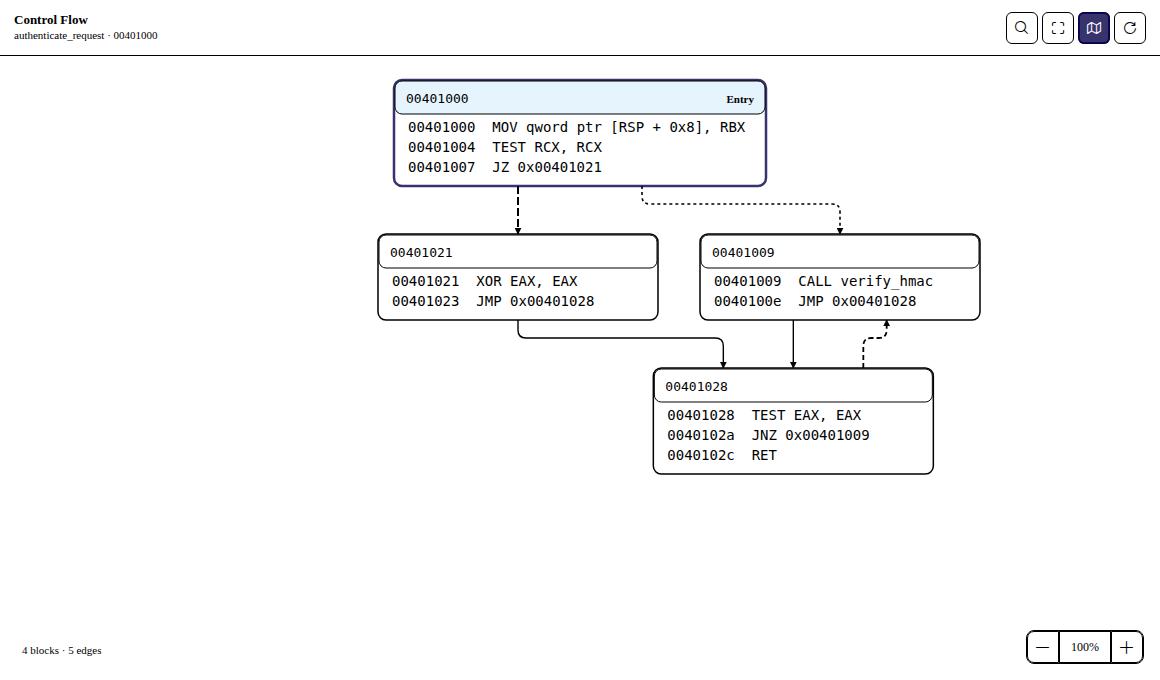 Control Flow
authenticate_request · 00401000
00401000 Entry
00401000 MOV qword ptr [RSP + 0x8], RBX
00401004 TEST RCX, RCX
00401007 JZ 0x00401021
00401021
00401021 XOR EAX, EAX
00401023 JMP 0x00401028
00401009
00401009 CALL verify_hmac
0040100e JMP 0x00401028
00401028
00401028 TEST EAX, EAX
0040102a JNZ 0x00401009
0040102c RET
4 blocks · 5 edges
100%